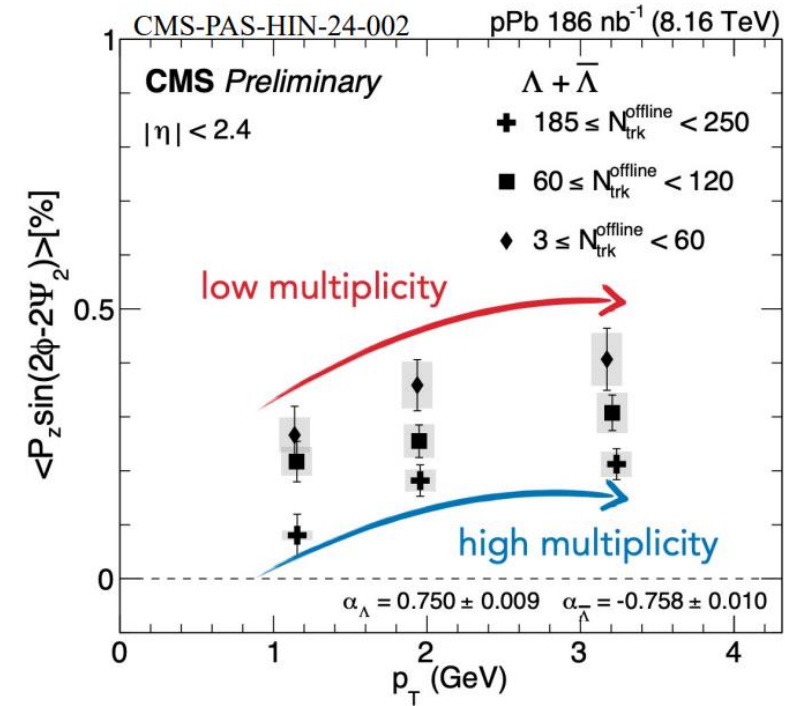 CMS-PAS-HIN-24-002 pPb 186 nb⁻¹ (8.16 TeV)
1
CMS Preliminary Λ + Λ̅
|η| < 2.4
185 ≤ N_trk^offline < 250
60 ≤ N_trk^offline < 120
3 ≤ N_trk^offline < 60
low multiplicity
0.5
<P_z sin(2ϕ-2Ψ_2)>[%]
high multiplicity
0
α_Λ = 0.750 ± 0.009 α_Λ̅ = -0.758 ± 0.010
0 1 2 3 4
p_T (GeV)